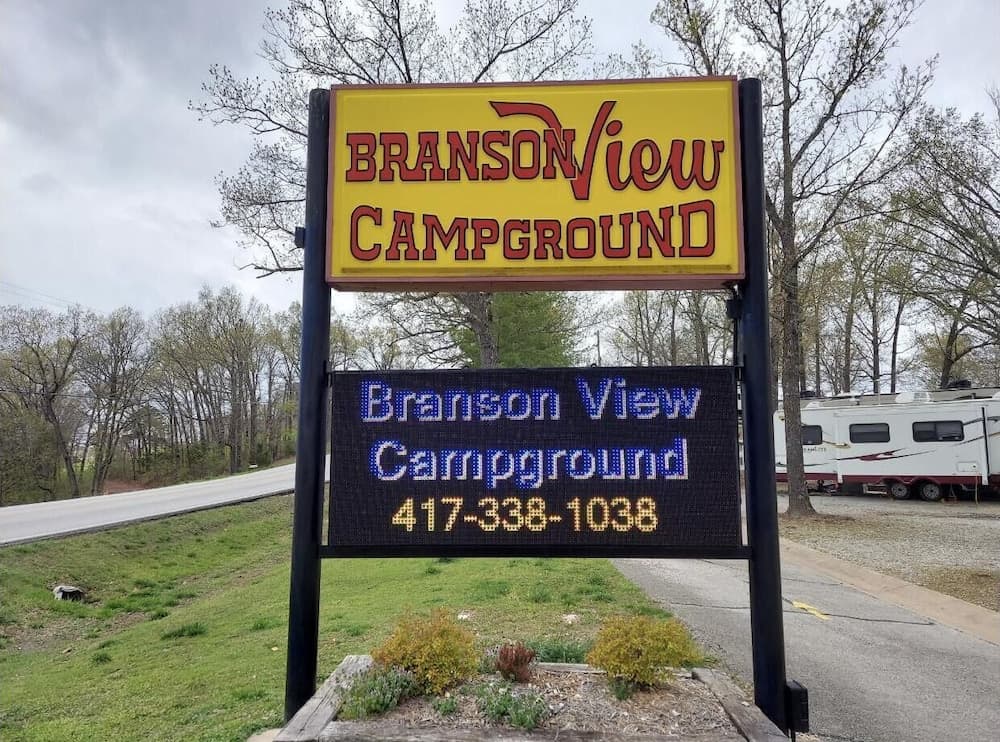 BRANSON View
CAMPGROUND
Branson View
Campground
417-338-1038